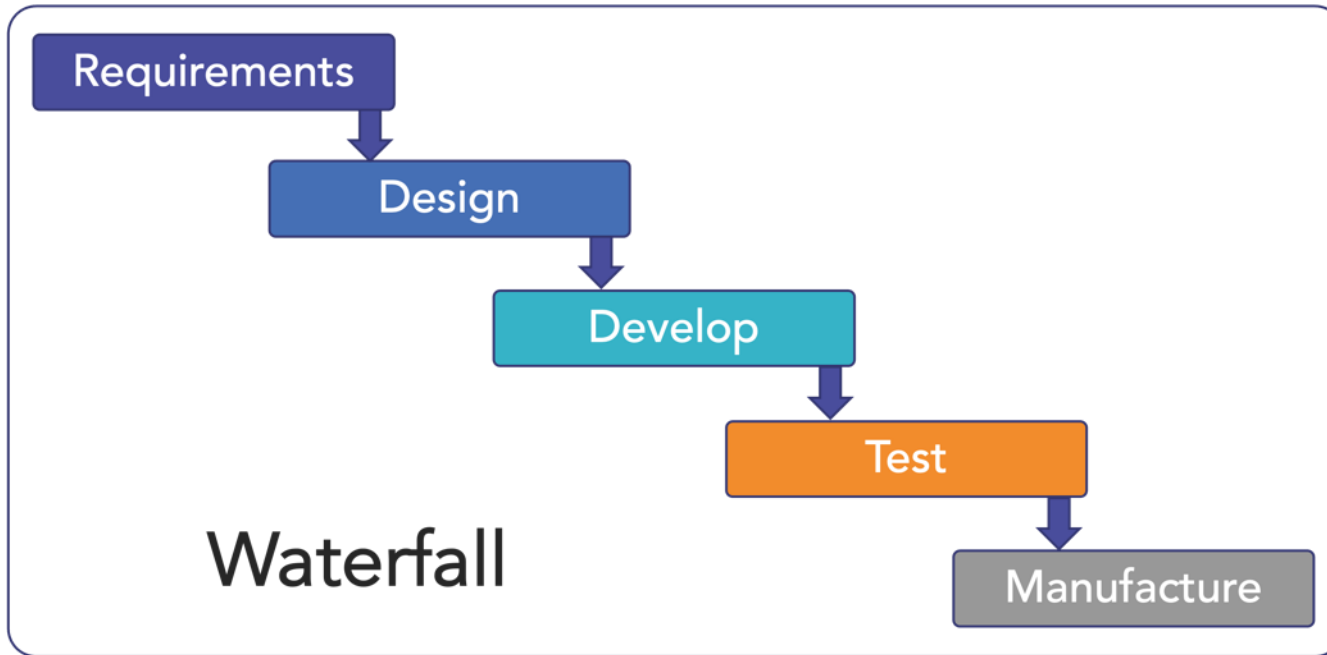 Requirements
Design
Develop
Test
Waterfall
Manufacture